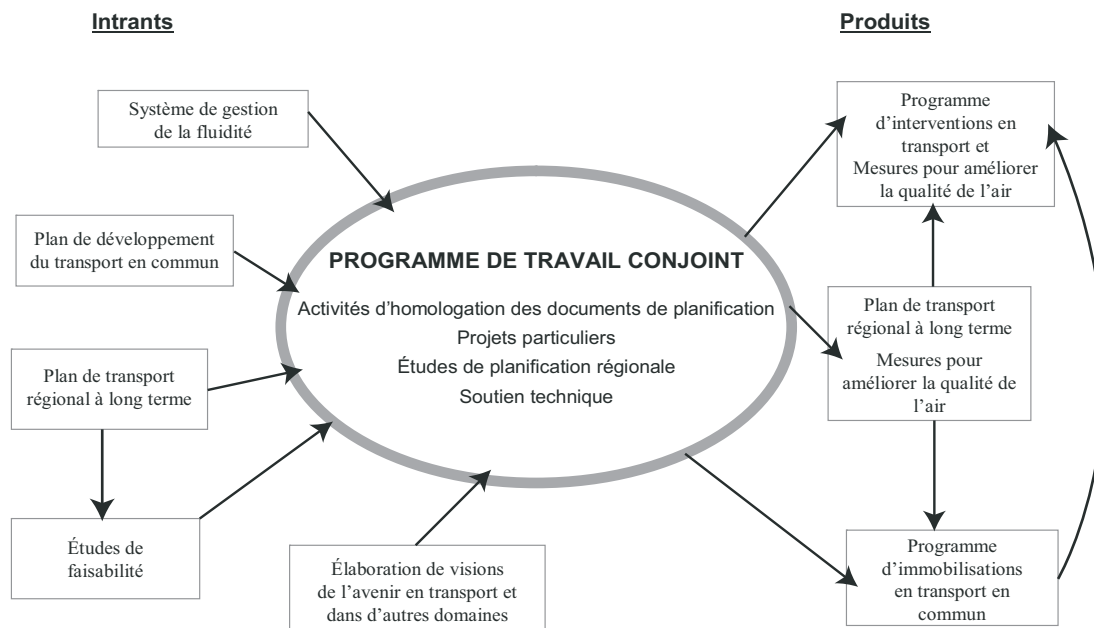 Intrants
Produits
Système de gestion
de la fluidité
Plan de développement
du transport en commun
Plan de transport
régional à long terme
Études de
faisabilité
Élaboration de visions
de l’avenir en transport et
dans d’autres domaines
PROGRAMME DE TRAVAIL CONJOINT
Activités d’homologation des documents de planification
Projets particuliers
Études de planification régionale
Soutien technique
Programme
d’interventions en
transport et
Mesures pour améliorer
la qualité de l’air
Plan de transport
régional à long terme
Mesures pour
améliorer la qualité de
l’air
Programme
d’immobilisations
en transport en
commun